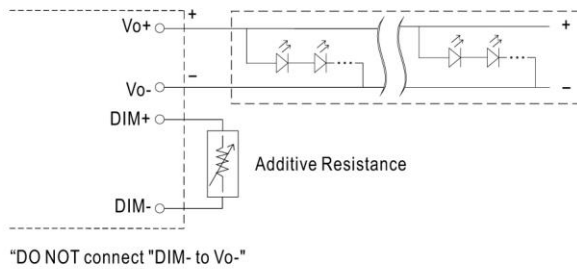 Vo+
+
+
Vo-
−
−
DIM+
Additive Resistance
DIM-
"DO NOT connect "DIM- to Vo-"